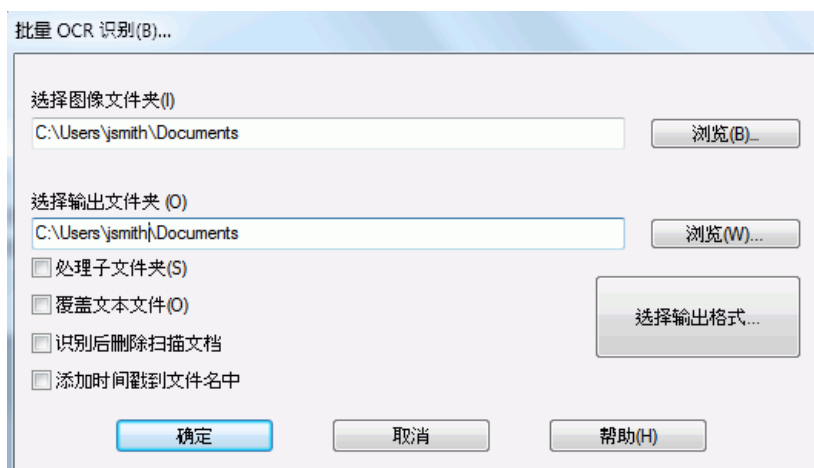 批量 OCR 识别(B)...
选择图像文件夹(I)
C:\Users\jsmith\Documents
浏览(B)...
选择输出文件夹 (O)
C:\Users\jsmith\Documents
浏览(W)...
处理子文件夹(S)
覆盖文本文件(O)
选择输出格式...
识别后删除扫描文档
添加时间戳到文件名中
确定 取消 帮助(H)